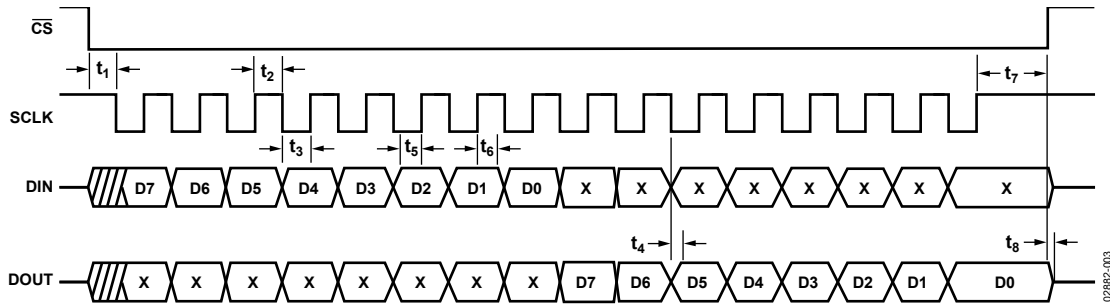 CS
t1 t2 t7
SCLK
t3 t5 t6
DIN D7 D6 D5 D4 D3 D2 D1 D0 X X X X X X X X
t4 t8
DOUT X X X X X X X X D7 D6 D5 D4 D3 D2 D1 D0
02882-003